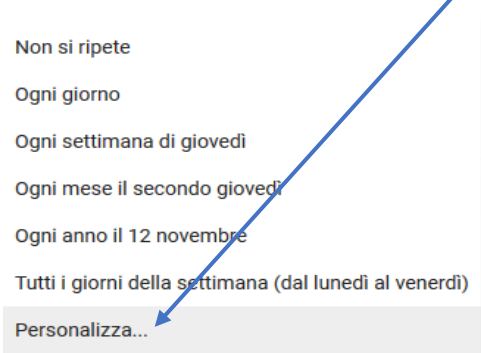 Non si ripete
Ogni giorno
Ogni settimana di giovedì
Ogni mese il secondo giovedì
Ogni anno il 12 novembre
Tutti i giorni della settimana (dal lunedì al venerdì)
Personalizza...